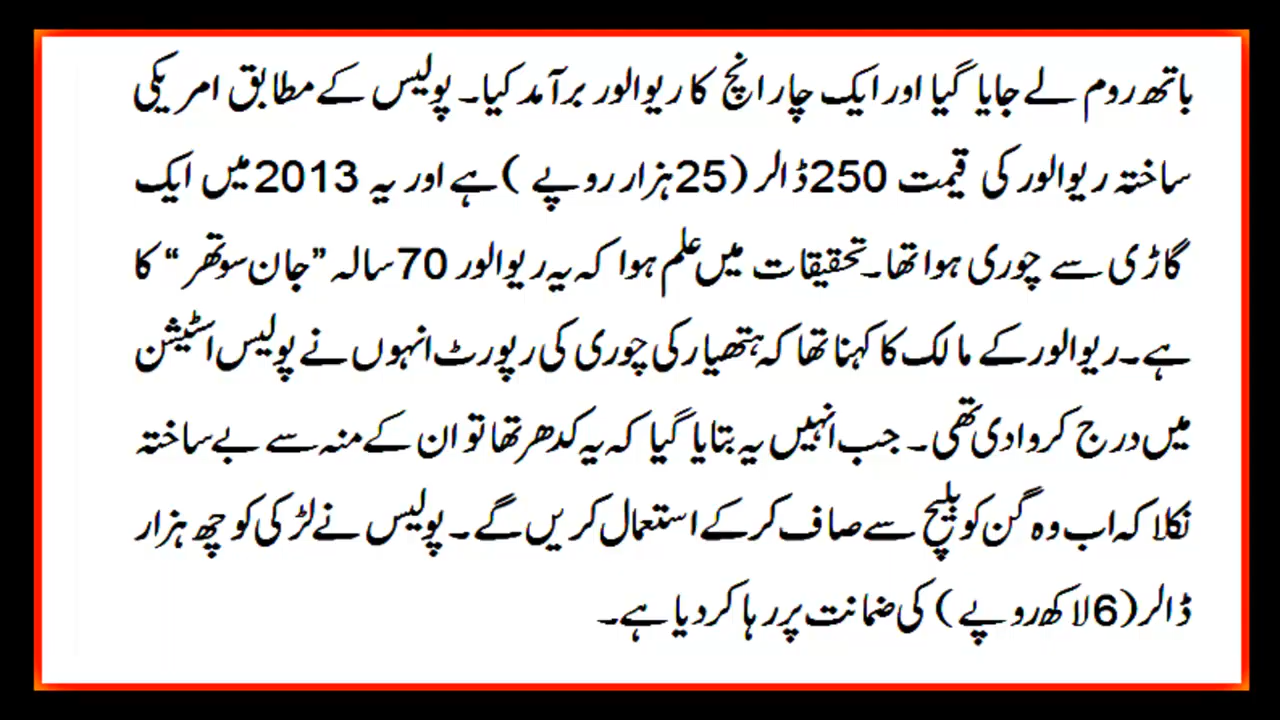 باتھ روم لے جایا گیا اور ایک چار انچ کا ریوالور برآمد کیا۔ پولیس کے مطابق امریکی
ساختہ ریوالور کی قیمت 250 ڈالر (25 ہزار روپے) ہے اور یہ 2013 میں ایک
گاڑی سے چوری ہوا تھا۔ تحقیقات میں علم ہوا کہ یہ ریوالور 70 سالہ ”جان سوتھر“ کا
ہے۔ ریوالور کے مالک کا کہنا تھا کہ ہتھیار کی چوری کی رپورٹ انہوں نے پولیس اسٹیشن
میں درج کروا دی تھی۔ جب انہیں یہ بتایا گیا کہ یہ کدھر تھا تو ان کے منہ سے بے ساختہ
نکلا کہ اب وہ گن کو بلیچ سے صاف کر کے استعمال کریں گے۔ پولیس نے لڑکی کو چھ ہزار
ڈالر (6 لاکھ روپے) کی ضمانت پر رہا کر دیا ہے۔